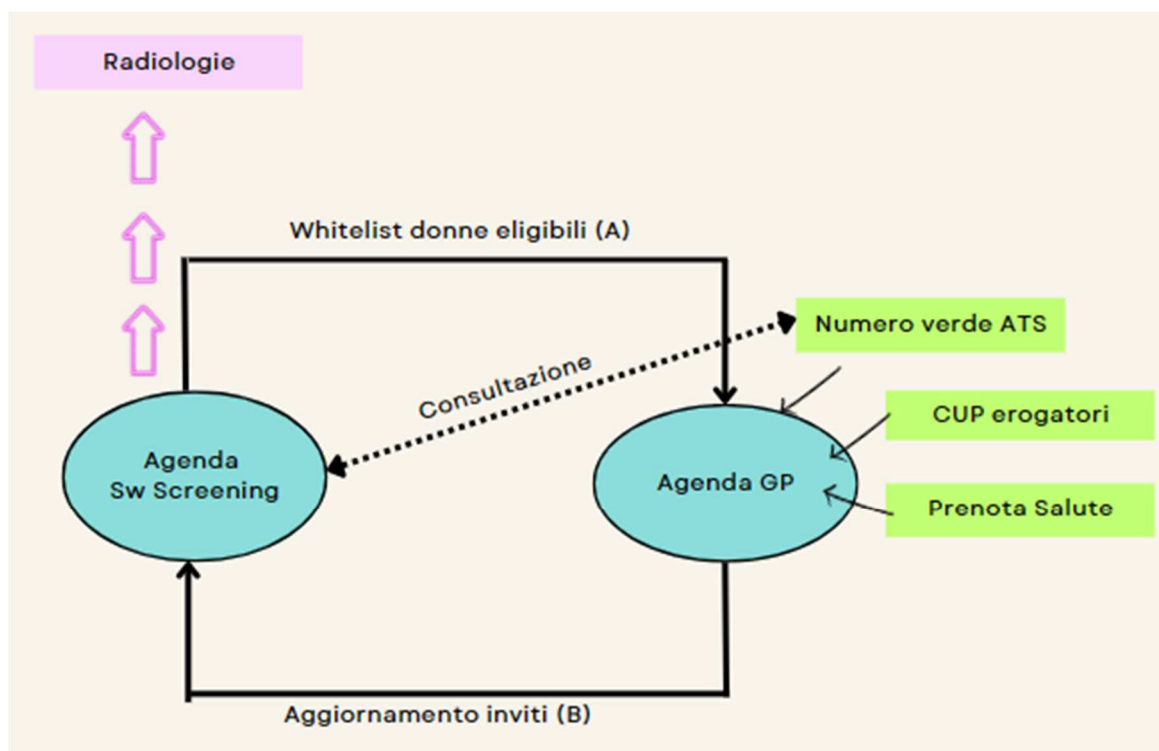 Radiologie
Whitelist donne eligibili (A)
Numero verde ATS
Consultazione
CUP erogatori
Agenda
Sw Screening
Agenda GP
Prenota Salute
Aggiornamento inviti (B)